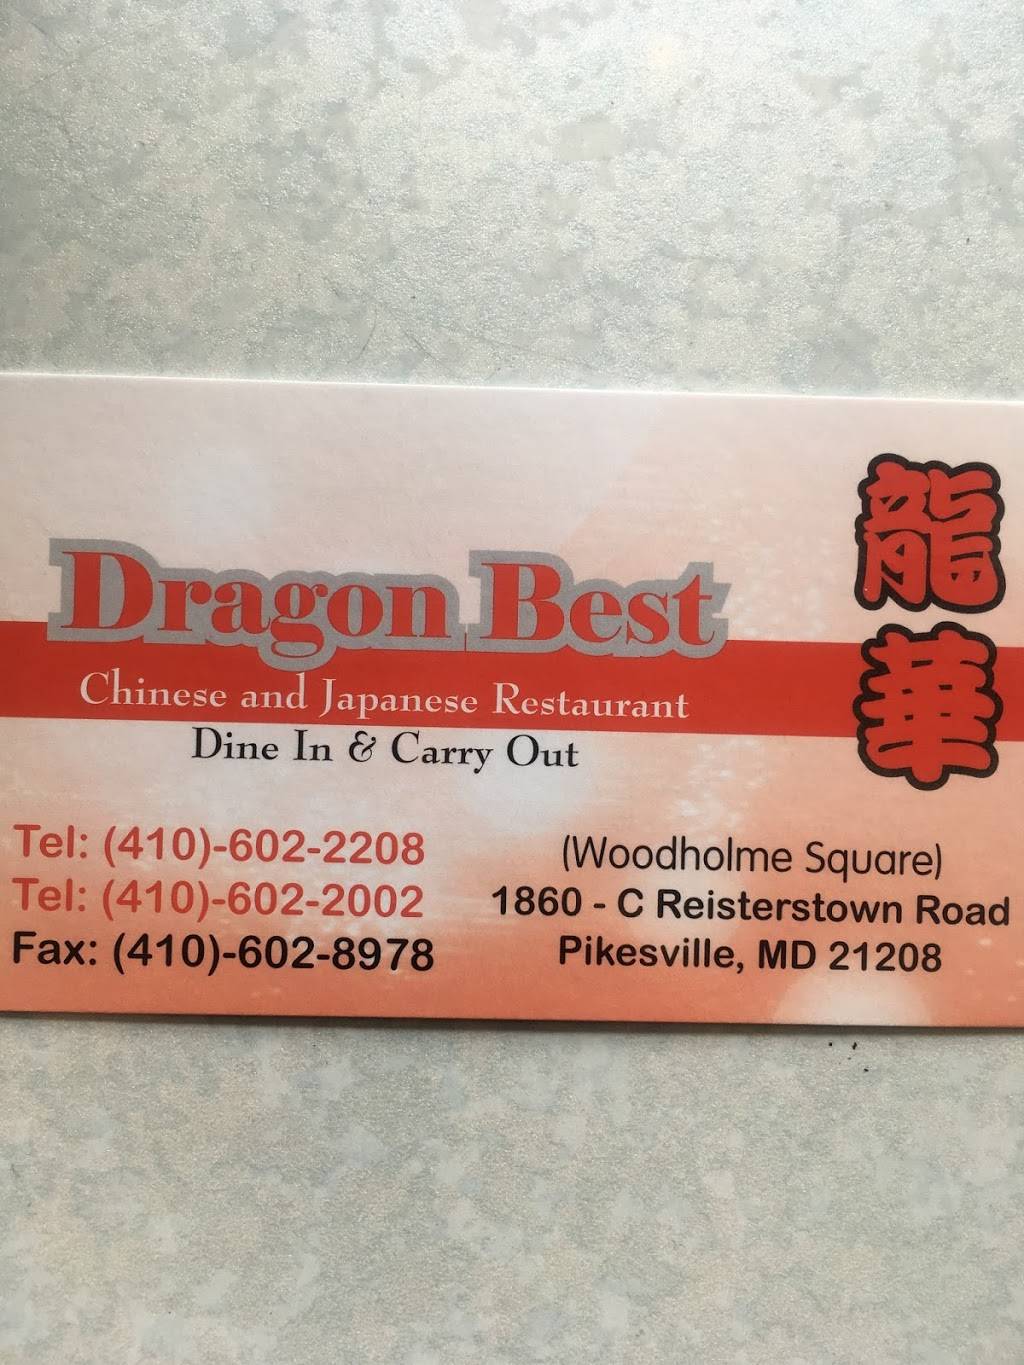 Dragon Best
Chinese and Japanese Restaurant
Dine In & Carry Out
龍
華
Tel: (410)-602-2208
Tel: (410)-602-2002
Fax: (410)-602-8978
(Woodholme Square)
1860 - C Reisterstown Road
Pikesville, MD 21208